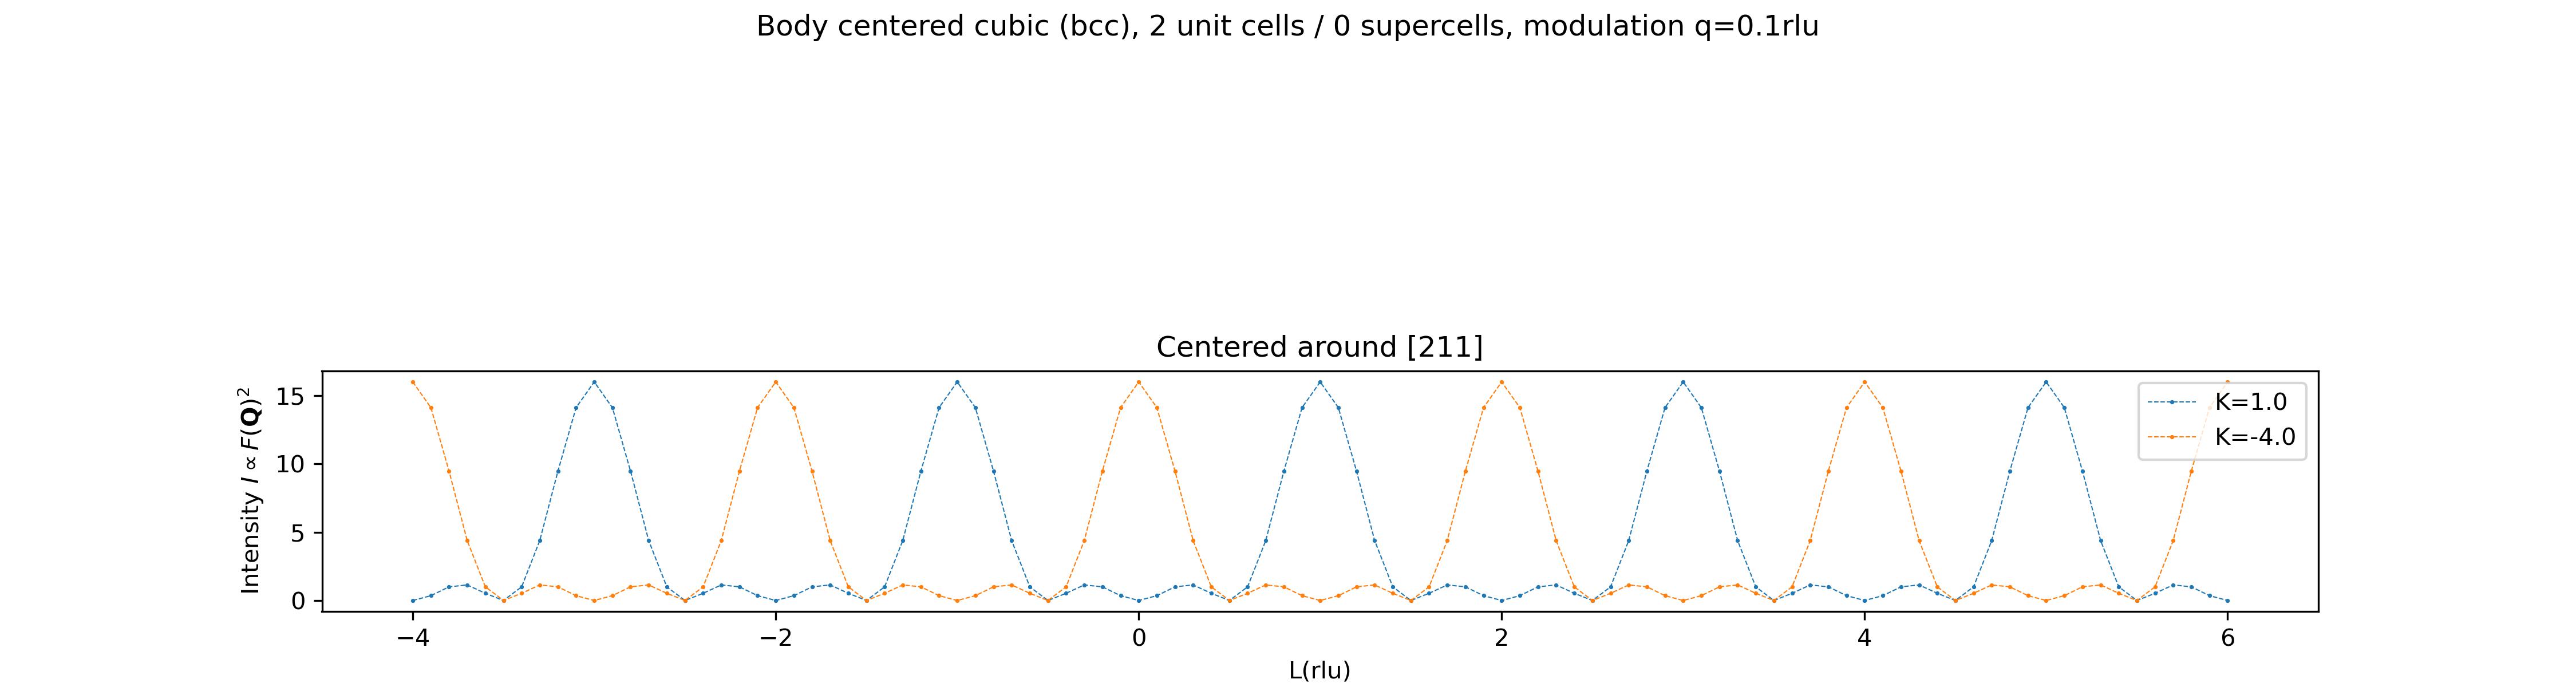 Body centered cubic (bcc), 2 unit cells / 0 supercells, modulation q=0.1rlu
Centered around [211]
Intensity I ∝ F(Q)²
15
10
5
0
K=1.0
K=-4.0
−4
−2
0
2
4
6
L(rlu)